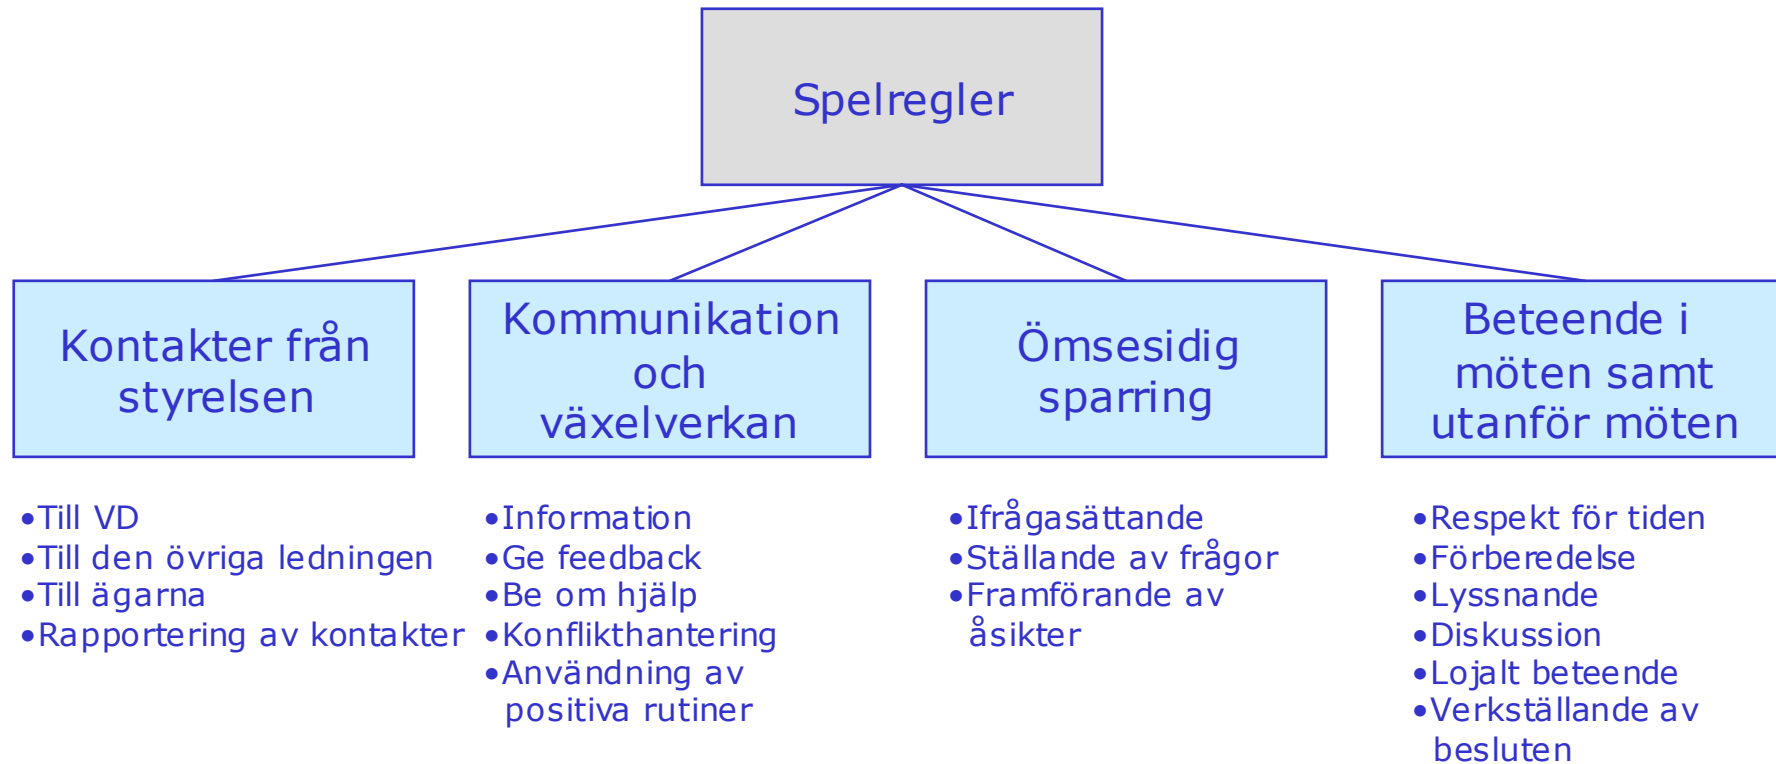 Spelregler
Kontakter från
styrelsen
Kommunikation
och
växelverkan
Ömsesidig
sparring
Beteende i
möten samt
utanför möten
•Till VD
•Till den övriga ledningen
•Till ägarna
•Rapportering av kontakter
•Information
•Ge feedback
•Be om hjälp
•Konflikthantering
•Användning av
positiva rutiner
•Ifrågasättande
•Ställande av frågor
•Framförande av
åsikter
•Respekt för tiden
•Förberedelse
•Lyssnande
•Diskussion
•Lojalt beteende
•Verkställande av
besluten